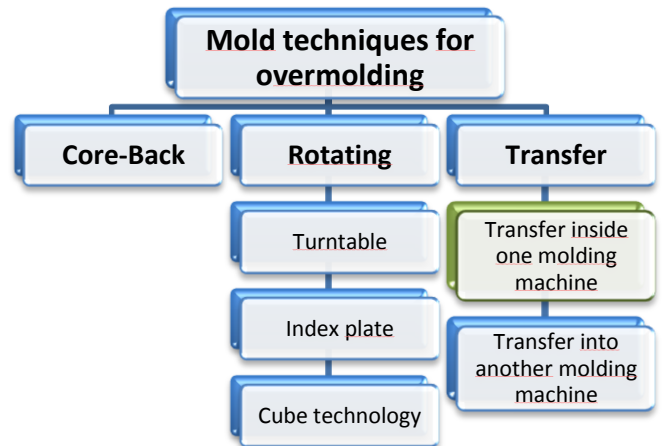 Mold techniques for
overmolding
Core-Back
Rotating
Transfer
Turntable
Transfer inside
one molding
machine
Index plate
Transfer into
another molding
machine
Cube technology